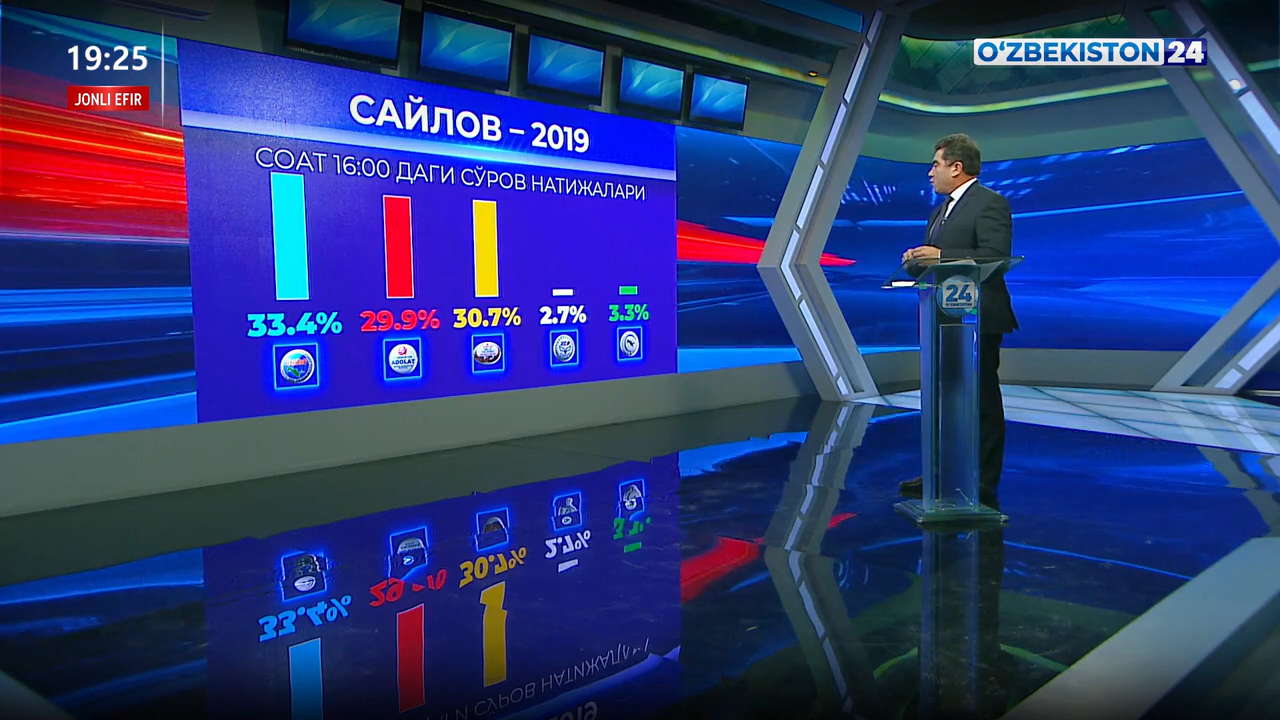 19:25
JONLI EFIR
O‘ZBEKISTON 24
САЙЛОВ – 2019
СОАТ 16:00 ДАГИ СЎРОВ НАТИЖАЛАРИ
33.4% 29.9% 30.7% 2.7% 3.3%
ADOLAT
24